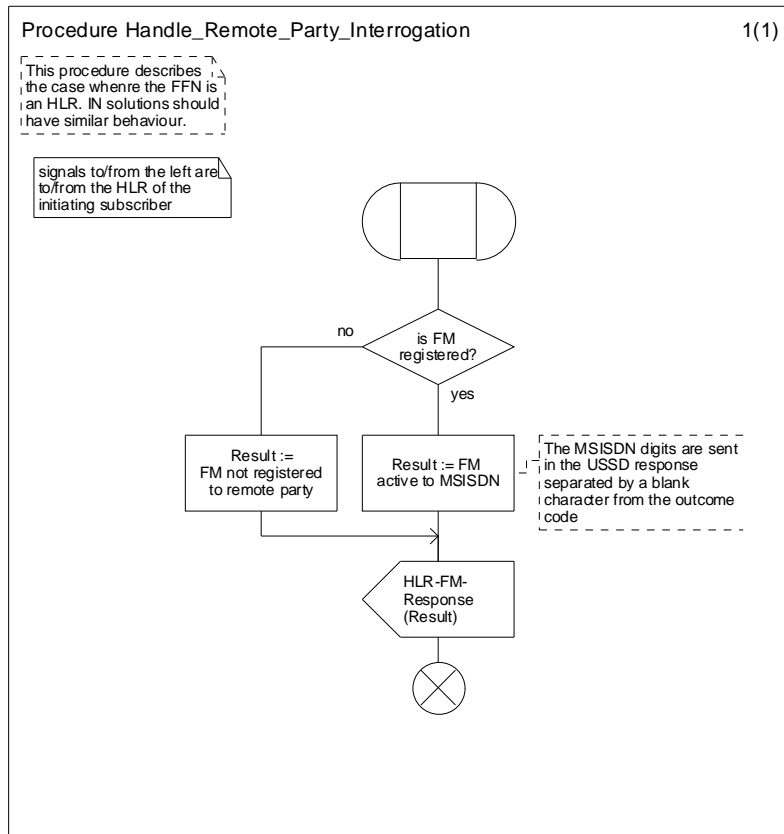 Procedure Handle_Remote_Party_Interrogation 1(1)
This procedure describes
the case whenre the FFN is
an HLR. IN solutions should
have similar behaviour.
signals to/from the left are
to/from the HLR of the
initiating subscriber
is FM
registered?
no
yes
Result :=
FM not registered
to remote party
Result := FM
active to MSISDN
The MSISDN digits are sent
in the USSD response
separated by a blank
character from the outcome
code
HLR-FM-
Response
(Result)